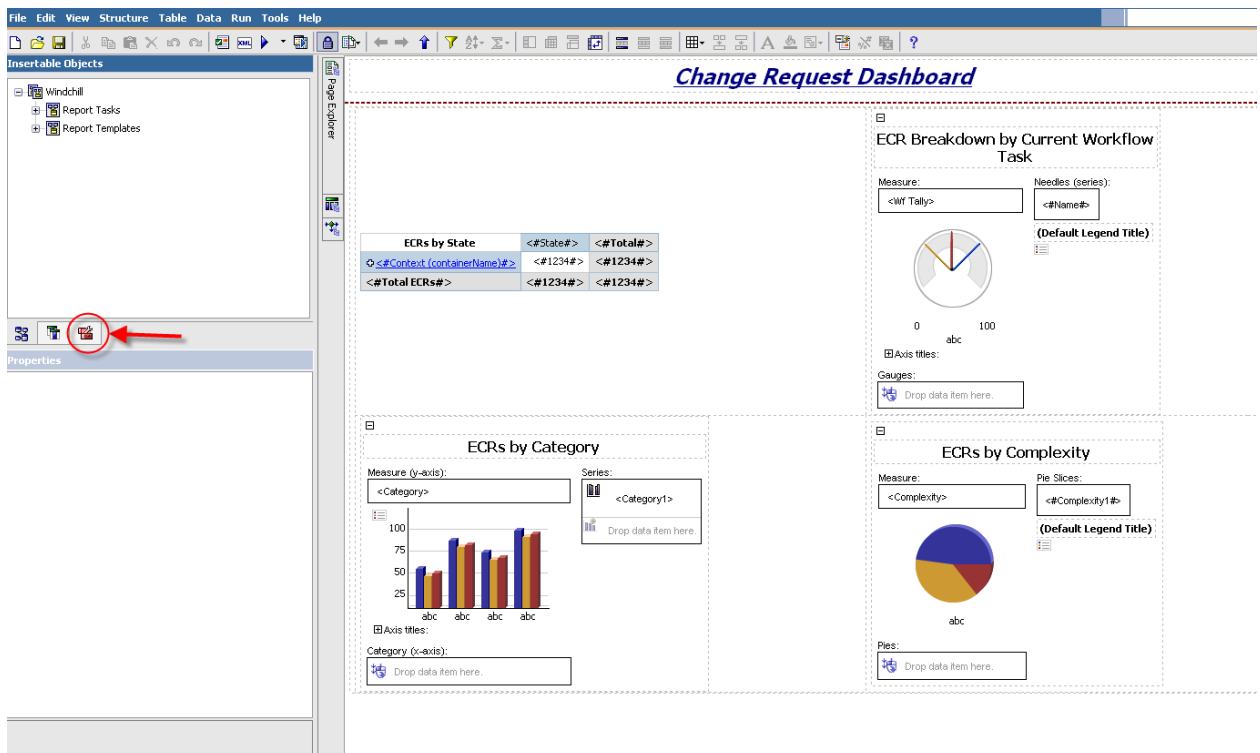 File Edit View Structure Table Data Run Tools Help
XML
A
?
Insertable Objects
Windchill
Report Tasks
Report Templates
Properties
Page Explorer
Change Request Dashboard
ECRs by State <#State#> <#Total#>
<#Context (containerName)#> <#1234#> <#1234#>
<#Total ECRs#> <#1234#> <#1234#>
ECR Breakdown by Current Workflow
Task
Measure: Needles (series):
<Wf Tally> <#Name#>
(Default Legend Title)
0 100
abc
Axis titles:
Gauges:
Drop data item here.
ECRs by Category
Measure (y-axis): Series:
<Category> <Category1>
Drop data item here.
100
75
50
25
abc abc abc abc
Axis titles:
Category (x-axis):
Drop data item here.
ECRs by Complexity
Measure: Pie Slices:
<Complexity> <#Complexity1#>
(Default Legend Title)
abc
Pies:
Drop data item here.